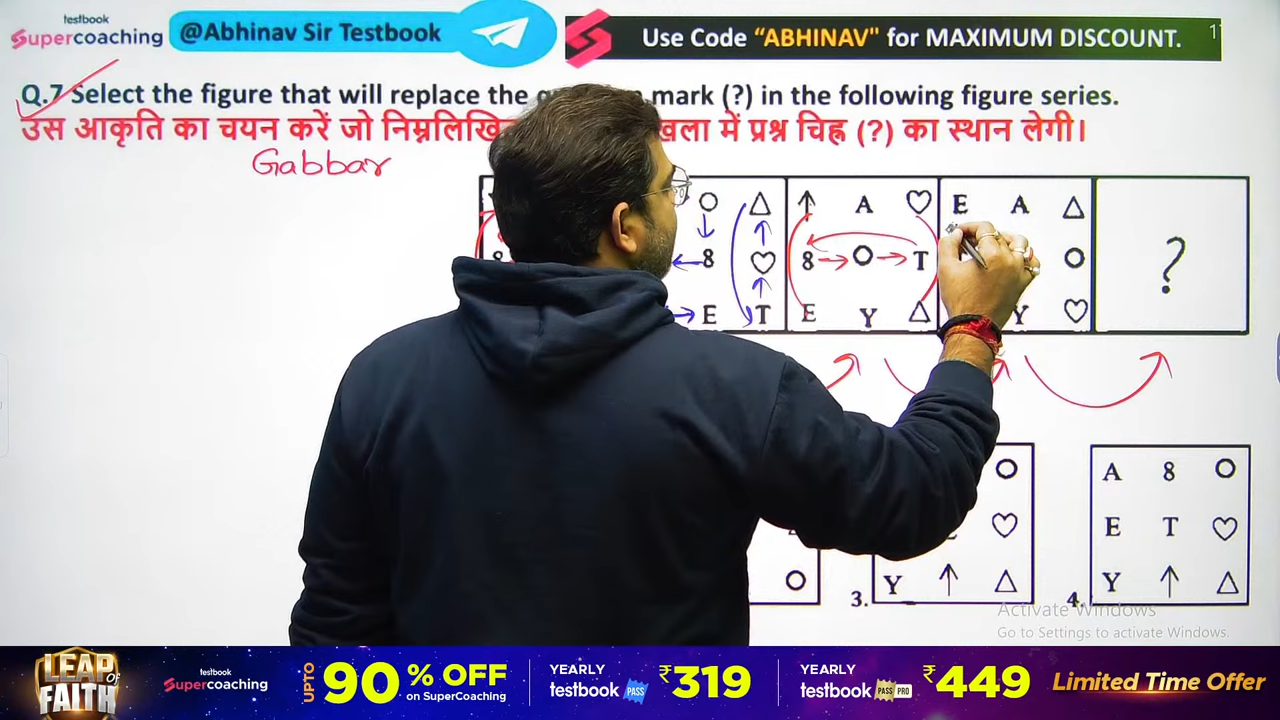 testbook
Supercoaching
@Abhinav Sir Testbook
Use Code “ABHINAV" for MAXIMUM DISCOUNT.
Q.7 Select the figure that will replace the mark (?) in the following figure series.
उस आकृति का चयन करें जो में प्रश्न चिह्न (?) का स्थान लेगी।
Gabbar
A E A
8 8 T ?
E T E Y Y
A 8
E T
Y Y
3. 4.
Activate Windows
Go to Settings to activate Windows.
LEAP OF FAITH
testbook Supercoaching
UPTO 90 % OFF on SuperCoaching
YEARLY testbook PASS ₹319
YEARLY testbook PASS PRO ₹449
Limited Time Offer